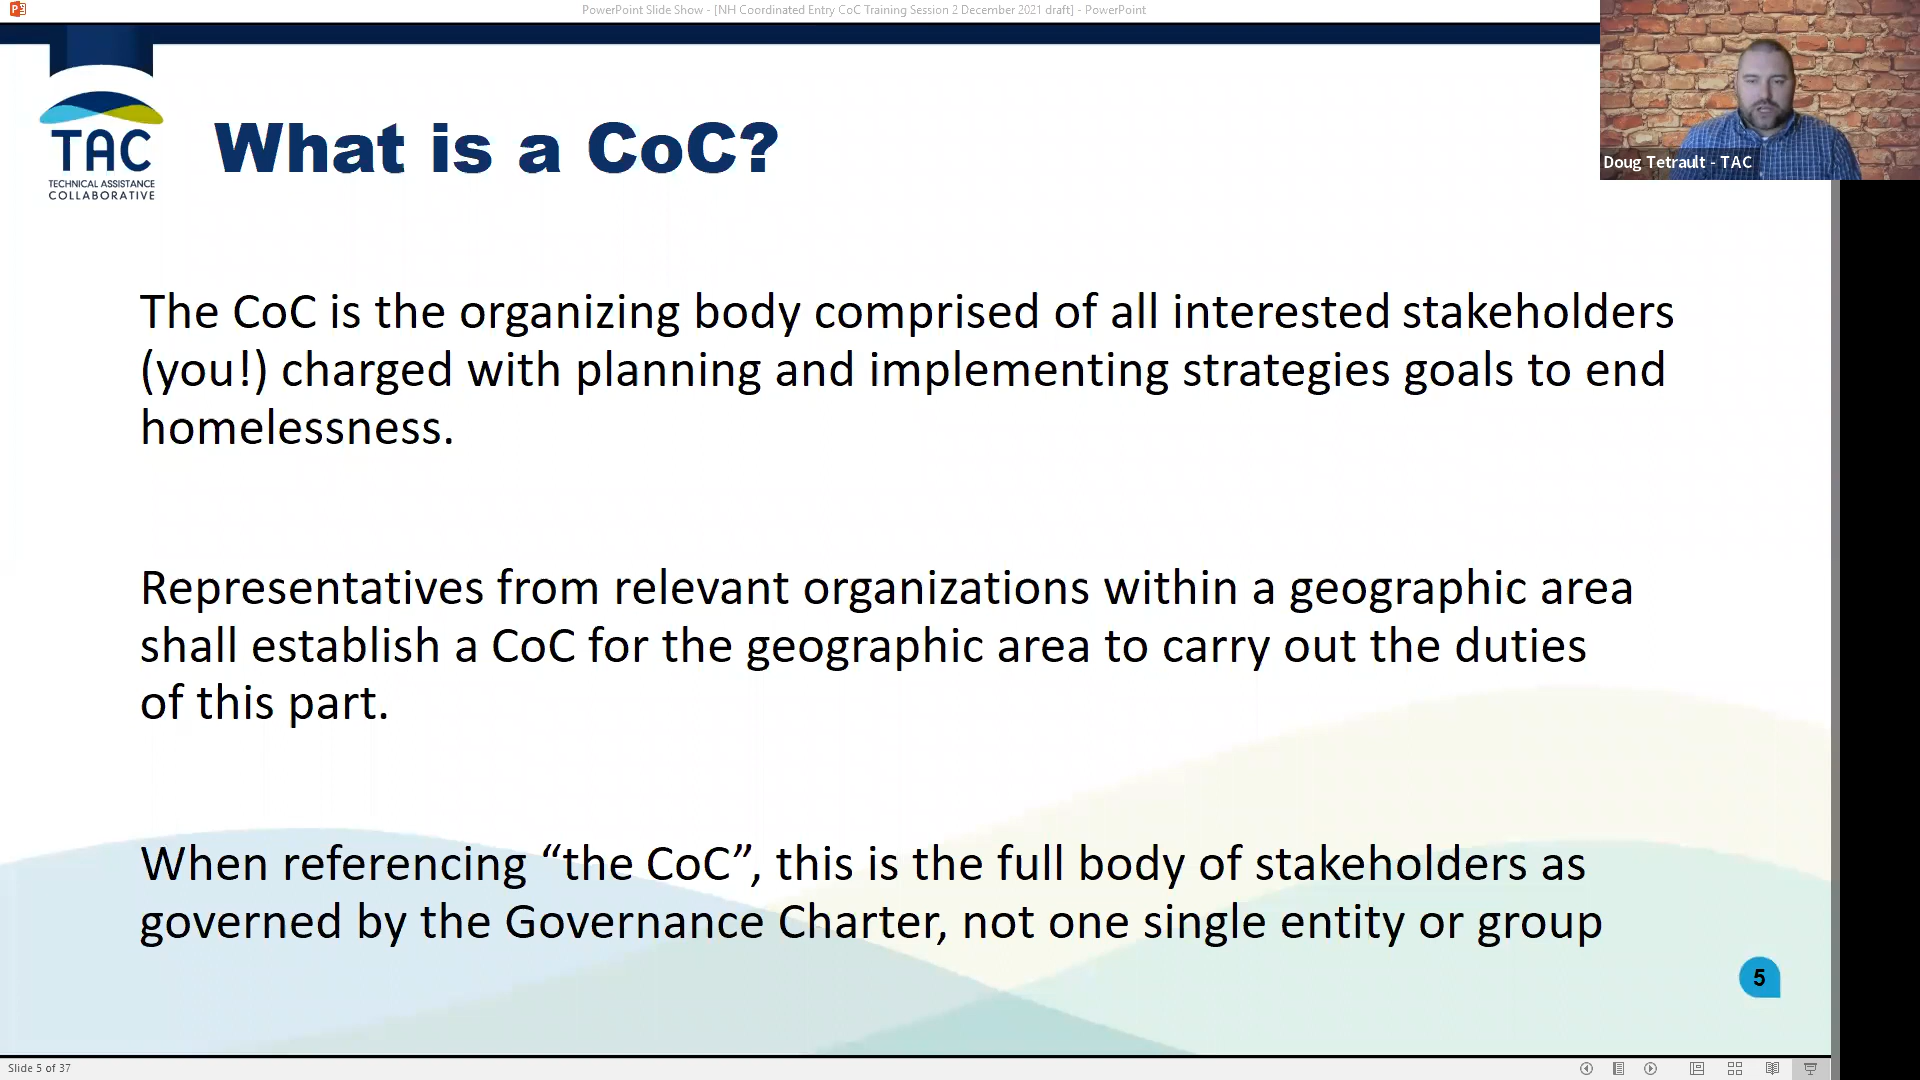 PowerPoint Slide Show - [NH Coordinated Entry CoC Training Session 2 December 2021 draft] - PowerPoint
Doug Tetrault - TAC
TAC
TECHNICAL ASSISTANCE
COLLABORATIVE
What is a CoC?
The CoC is the organizing body comprised of all interested stakeholders
(you!) charged with planning and implementing strategies goals to end
homelessness.
Representatives from relevant organizations within a geographic area
shall establish a CoC for the geographic area to carry out the duties
of this part.
When referencing “the CoC”, this is the full body of stakeholders as
governed by the Governance Charter, not one single entity or group
5
Slide 5 of 37